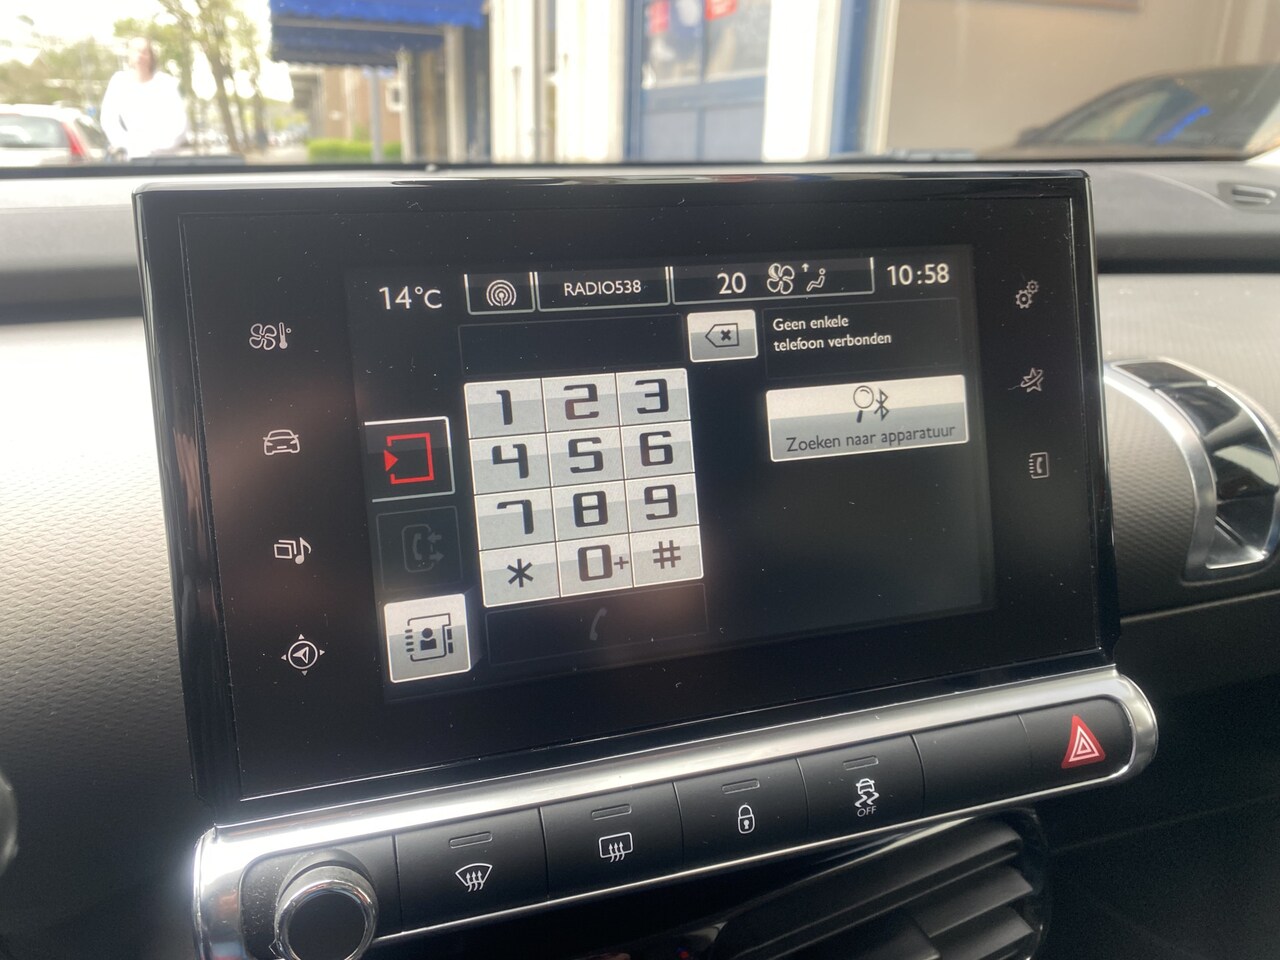 14°C
RADIO538
20
10:58
Geen enkele
telefoon verbonden
Zoeken naar apparatuur
1 2 3
4 5 6
7 8 9
* 0+ #
OFF